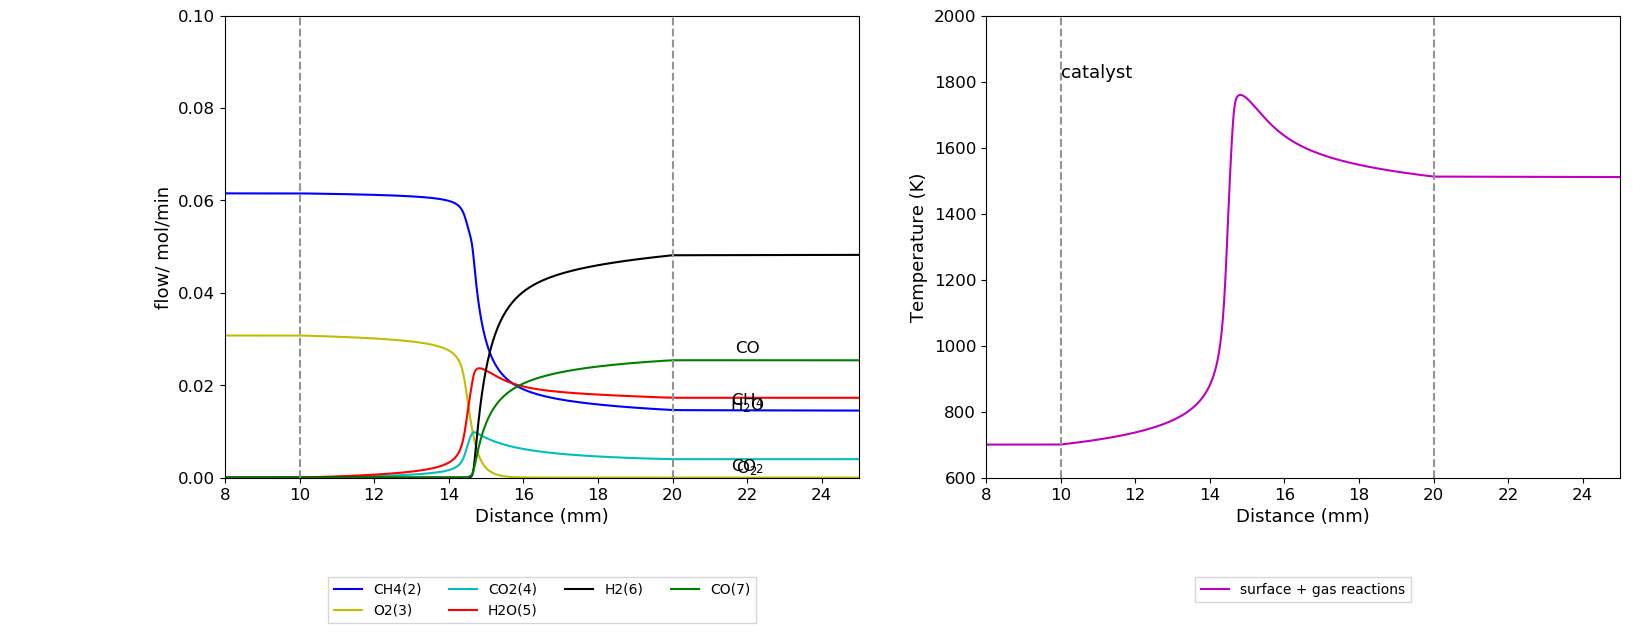 0.10
0.08
0.06
0.04
0.02
0.00
flow/ mol/min
CO
CH₄
H₂O
CO₂
O₂
8 10 12 14 16 18 20 22 24
Distance (mm)
CH4(2) CO2(4) H2(6) CO(7)
O2(3) H2O(5)
2000
1800
1600
1400
1200
1000
800
600
Temperature (K)
catalyst
8 10 12 14 16 18 20 22 24
Distance (mm)
surface + gas reactions